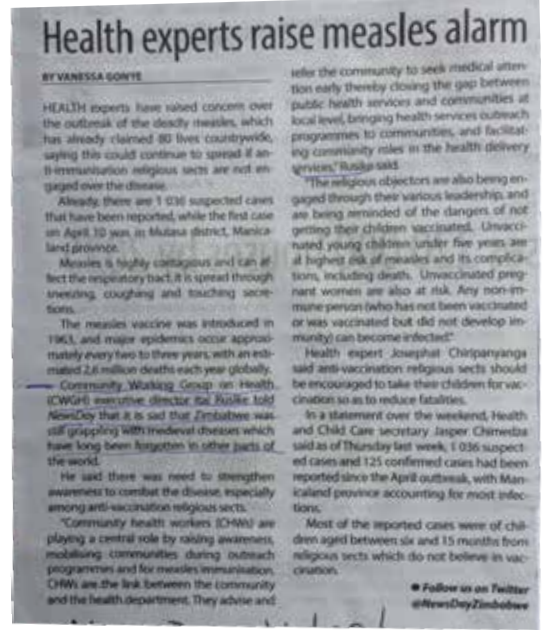 Health experts raise measles alarm
BY VANESSA GONYE
HEALTH experts have raised concern over
the outbreak of the deadly measles, which
has already claimed 80 lives countrywide,
saying this could continue to spread if an-
ti-immunisation religious sects are not en-
gaged over the disease.
Already, there are 1 036 suspected cases
that have been reported, while the first case
on April 10 was in Mutasa district, Manica-
land province.
Measles is highly contagious and can af-
fect the respiratory tract, it is spread through
sneezing, coughing and touching secre-
tions.
The measles vaccine was introduced in
1963, and major epidemics occur approxi-
mately every two to three years, with an esti-
mated 2,6 million deaths each year globally.
Community Working Group on Health
(CWGH) executive director Itai Rusike told
NewsDay that it is sad that Zimbabwe was
still grappling with medieval diseases which
have long been forgotten in other parts of
the world.
He said there was need to strengthen
awareness to combat the disease, especially
among anti-vaccination religious sects.
"Community health workers (CHWs) are
playing a central role by raising awareness,
mobilising communities during outreach
programmes and for measles immunisation.
CHWs are the link between the community
and the health department. They advise and
refer the community to seek medical atten-
tion early thereby closing the gap between
public health services and communities at
local level, bringing health services outreach
programmes to communities, and facilitat-
ing community roles in the health delivery
services," Rusike said.
"The religious objectors are also being en-
gaged through their various leadership, and
are being reminded of the dangers of not
getting their children vaccinated. Unvacci-
nated young children under five years are
at highest risk of measles and its complica-
tions, including death. Unvaccinated preg-
nant women are also at risk. Any non-im-
mune person (who has not been vaccinated
or was vaccinated but did not develop im-
munity) can become infected."
Health expert Josephat Chiripanyanga
said anti-vaccination religious sects should
be encouraged to take their children for vac-
cination so as to reduce fatalities.
In a statement over the weekend, Health
and Child Care secretary Jasper Chimedza
said as of Thursday last week, 1 036 suspect-
ed cases and 125 confirmed cases had been
reported since the April outbreak, with Man-
icaland province accounting for most infec-
tions.
Most of the reported cases were of chil-
dren aged between six and 15 months from
religious sects which do not believe in vac-
cination.
● Follow us on Twitter
@NewsDayZimbabwe